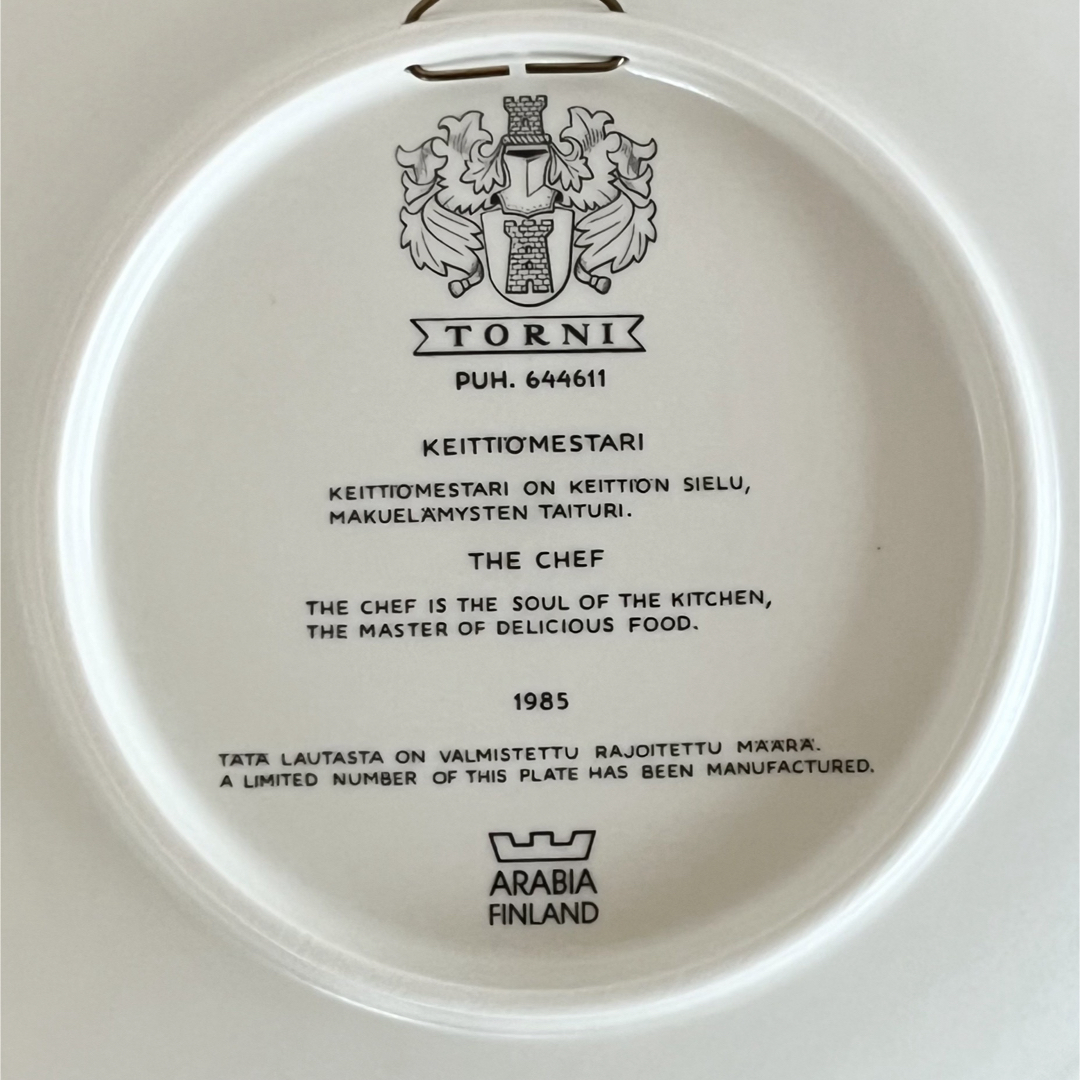 TORNI
PUH. 644611
KEITTIÖMESTARI
KEITTIÖMESTARI ON KEITTIÖN SIELU,
MAKUELÄMYSTEN TAITURI.
THE CHEF
THE CHEF IS THE SOUL OF THE KITCHEN,
THE MASTER OF DELICIOUS FOOD.
1985
TÄTÄ LAUTASTA ON VALMISTETTU RAJOITETTU MÄÄRÄ.
A LIMITED NUMBER OF THIS PLATE HAS BEEN MANUFACTURED.
ARABIA
FINLAND